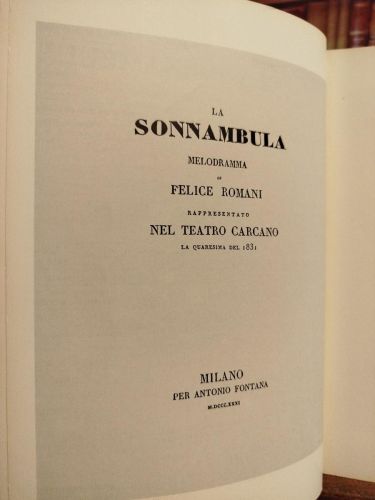 LA
SONNAMBULA
MELODRAMMA
DI
FELICE ROMANI
RAPPRESENTATO
NEL TEATRO CARCANO
LA QUARESIMA DEL 1831
MILANO
PER ANTONIO FONTANA
M.DCCC.XXXI